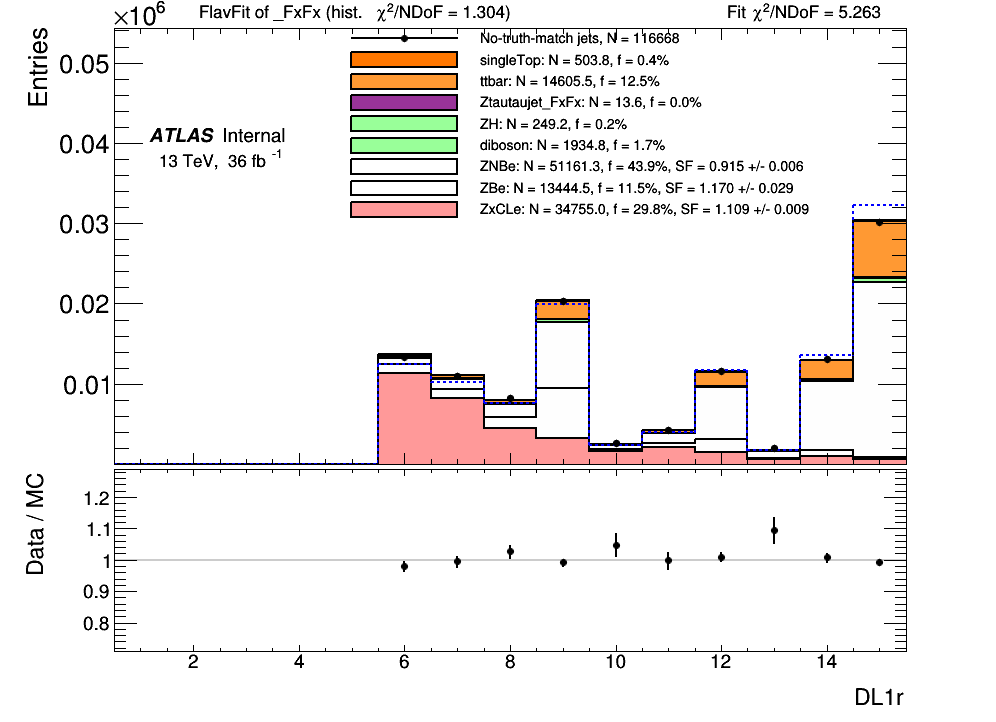 ×10⁶ FlavFit of _FxFx (hist. χ²/NDoF = 1.304) Fit χ²/NDoF = 5.263
Entries
0.05
0.04
0.03
0.02
0.01
ATLAS Internal
13 TeV, 36 fb⁻¹
No-truth-match jets, N = 116668
singleTop: N = 503.8, f = 0.4%
ttbar: N = 14605.5, f = 12.5%
Ztautaujet_FxFx: N = 13.6, f = 0.0%
ZH: N = 249.2, f = 0.2%
diboson: N = 1934.8, f = 1.7%
ZNBe: N = 51161.3, f = 43.9%, SF = 0.915 +/- 0.006
ZBe: N = 13444.5, f = 11.5%, SF = 1.170 +/- 0.029
ZxCLe: N = 34755.0, f = 29.8%, SF = 1.109 +/- 0.009
Data / MC
1.2
1.1
1
0.9
0.8
2 4 6 8 10 12 14
DL1r